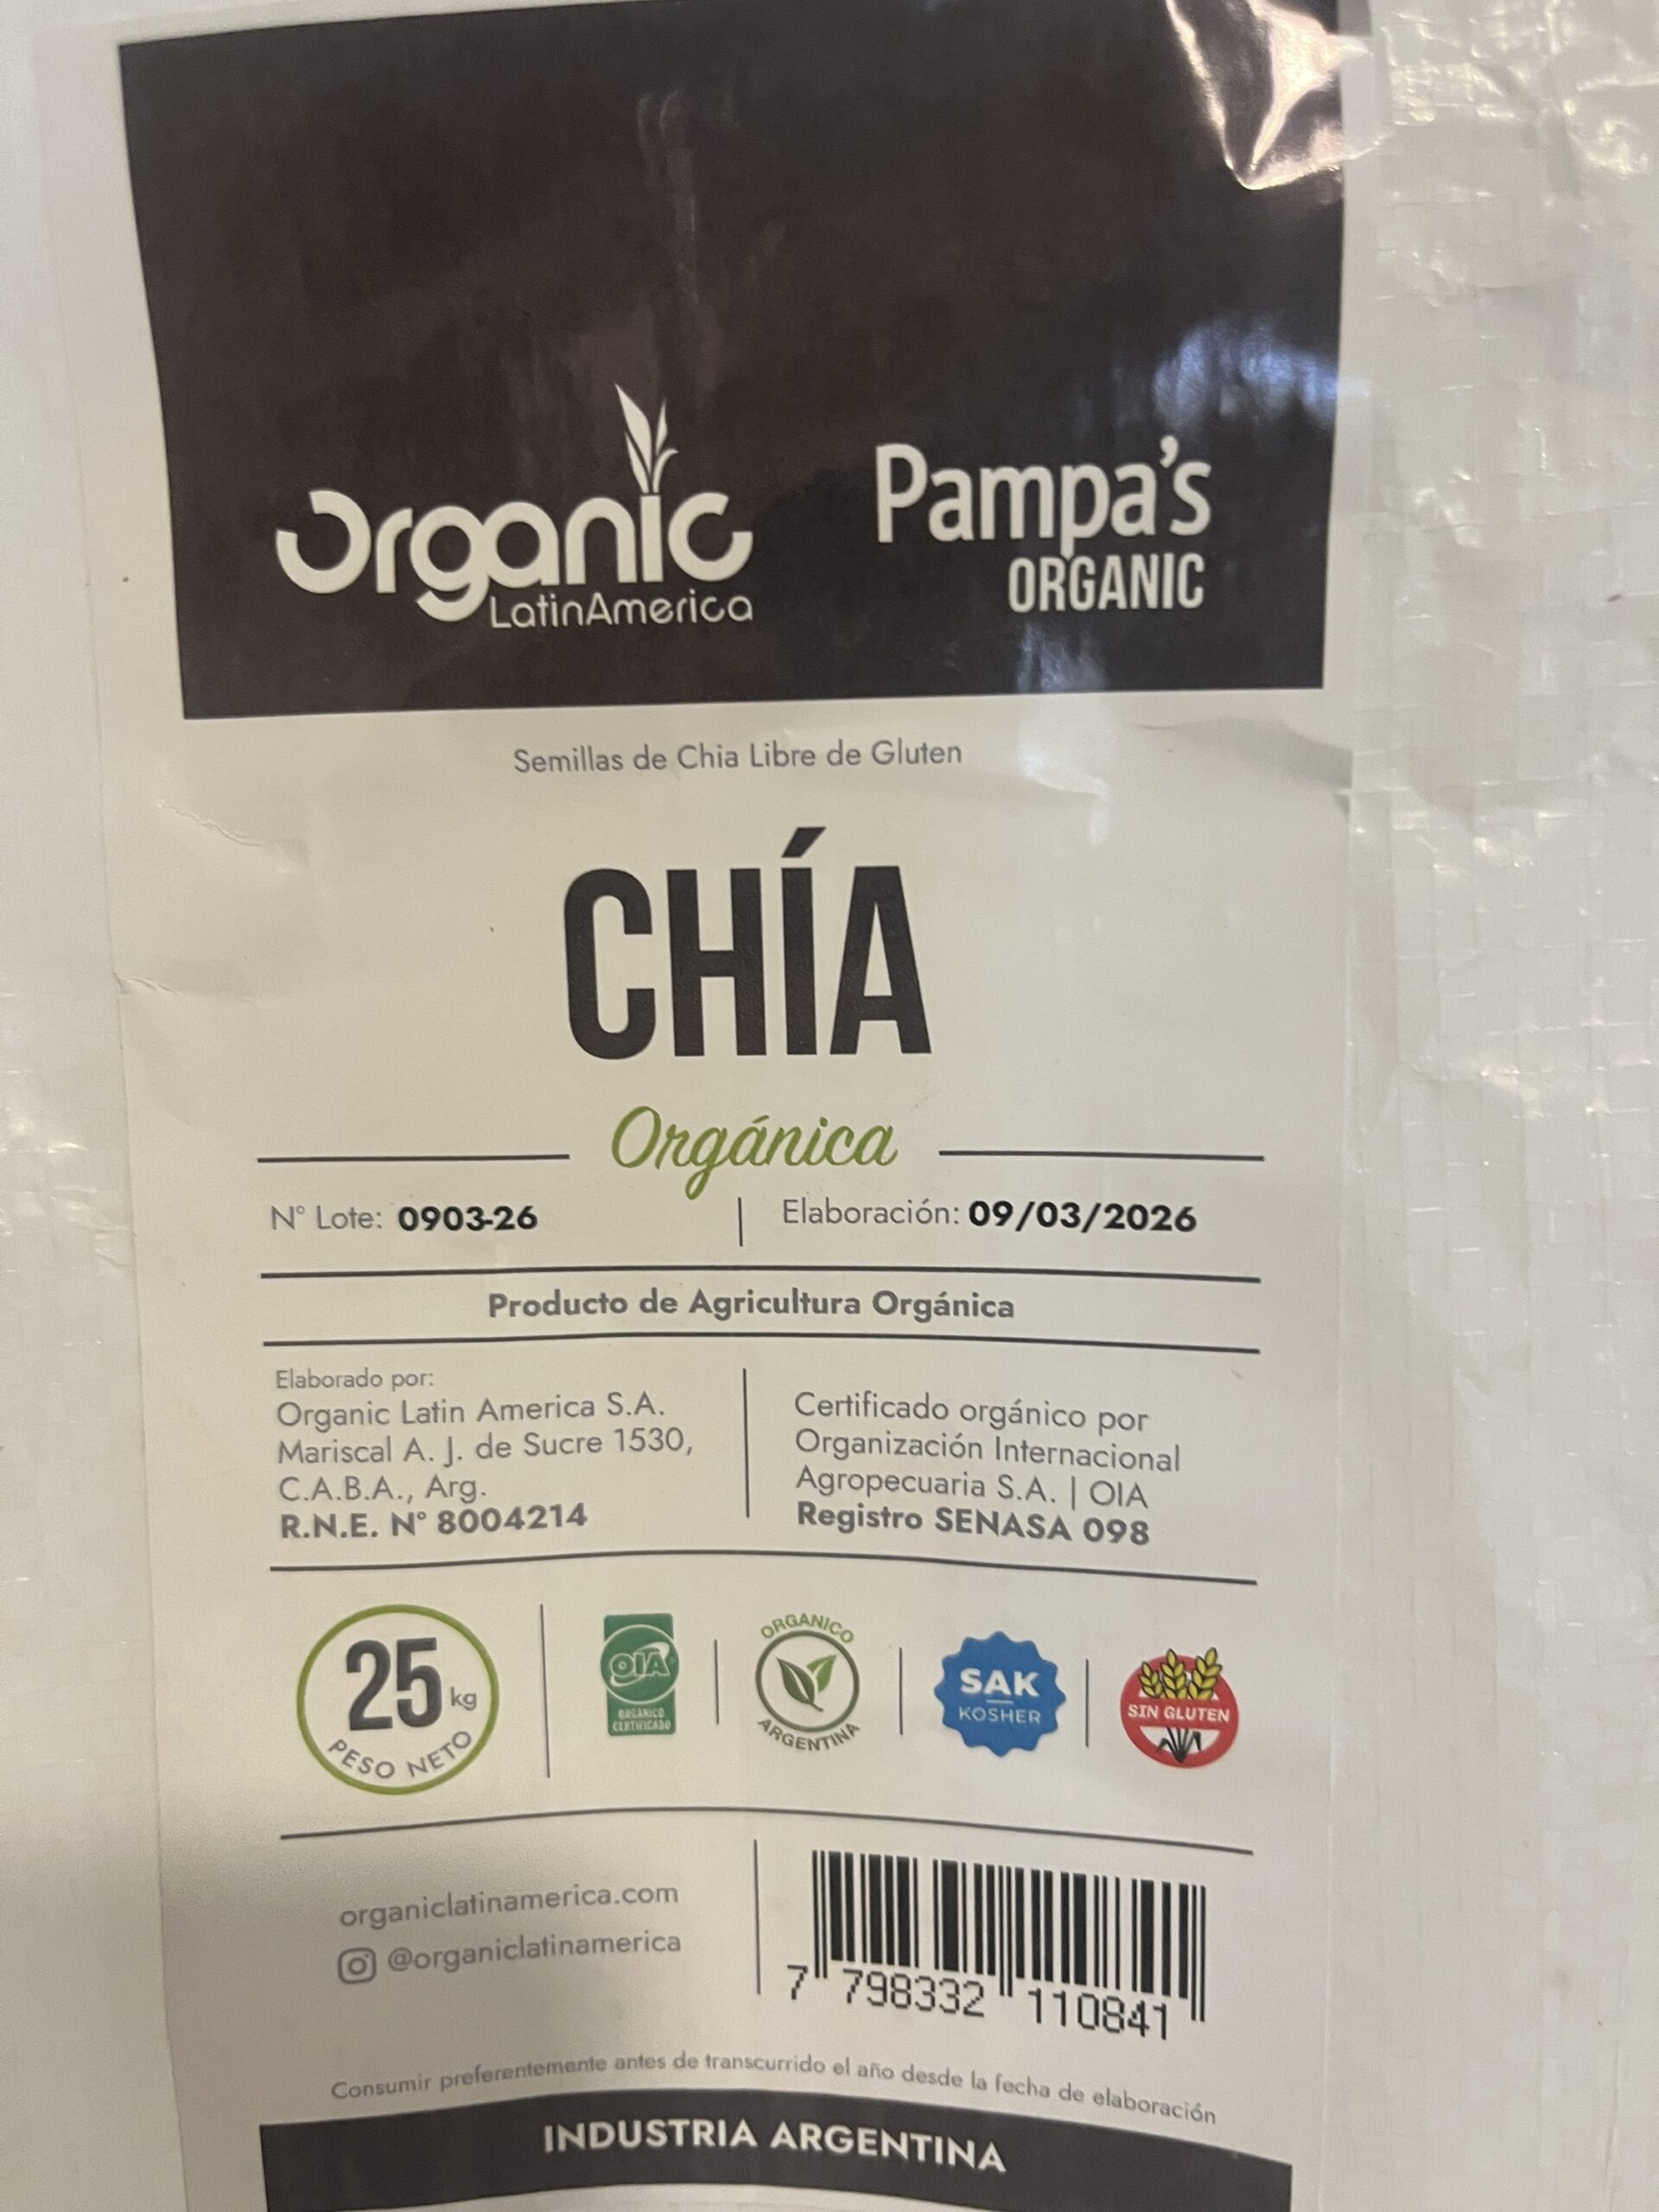 Organic
LatinAmerica
Pampa's
ORGANIC
Semillas de Chia Libre de Gluten
CHÍA
Orgánica
N° Lote: 0903-26
Elaboración: 09/03/2026
Producto de Agricultura Orgánica
Elaborado por:
Organic Latin America S.A.
Mariscal A. J. de Sucre 1530,
C.A.B.A., Arg.
R.N.E. N° 8004214
Certificado orgánico por
Organización Internacional
Agropecuaria S.A. | OIA
Registro SENASA 098
25 kg
PESO NETO
OIA
ORGANICO
CERTIFICADO
ORGANICO
ARGENTINA
SAK
KOSHER
SIN GLUTEN
organiclatinamerica.com
@organiclatinamerica
7 798332 110841
Consumir preferentemente antes de transcurrido el año desde la fecha de elaboración
INDUSTRIA ARGENTINA